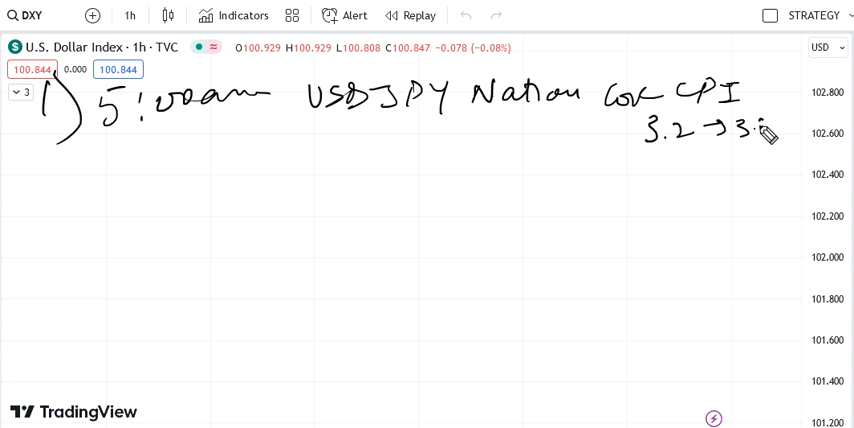 DXY 1h Indicators Alert Replay STRATEGY
U.S. Dollar Index · 1h · TVC O100.929 H100.929 L100.808 C100.847 −0.078 (−0.08%) USD
100.844 0.000 100.844
3
1) 5:00am USDJPY Nation Core CPI
3.2 → 3.
102.800
102.600
102.400
102.200
102.000
101.800
101.600
101.400
101.200
TradingView